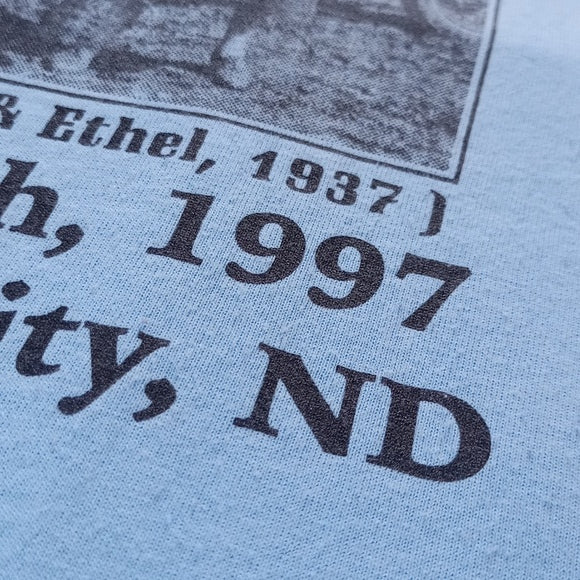 & Ethel, 1937 )
h, 1997
ity, ND